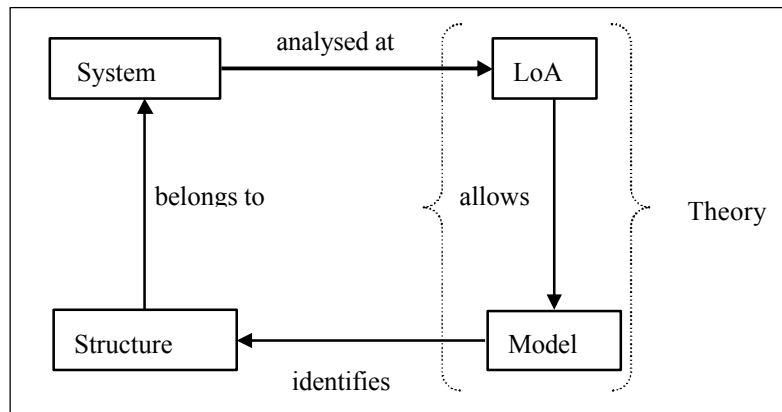 analysed at
System
LoA
belongs to
allows
Theory
Structure
Model
identifies